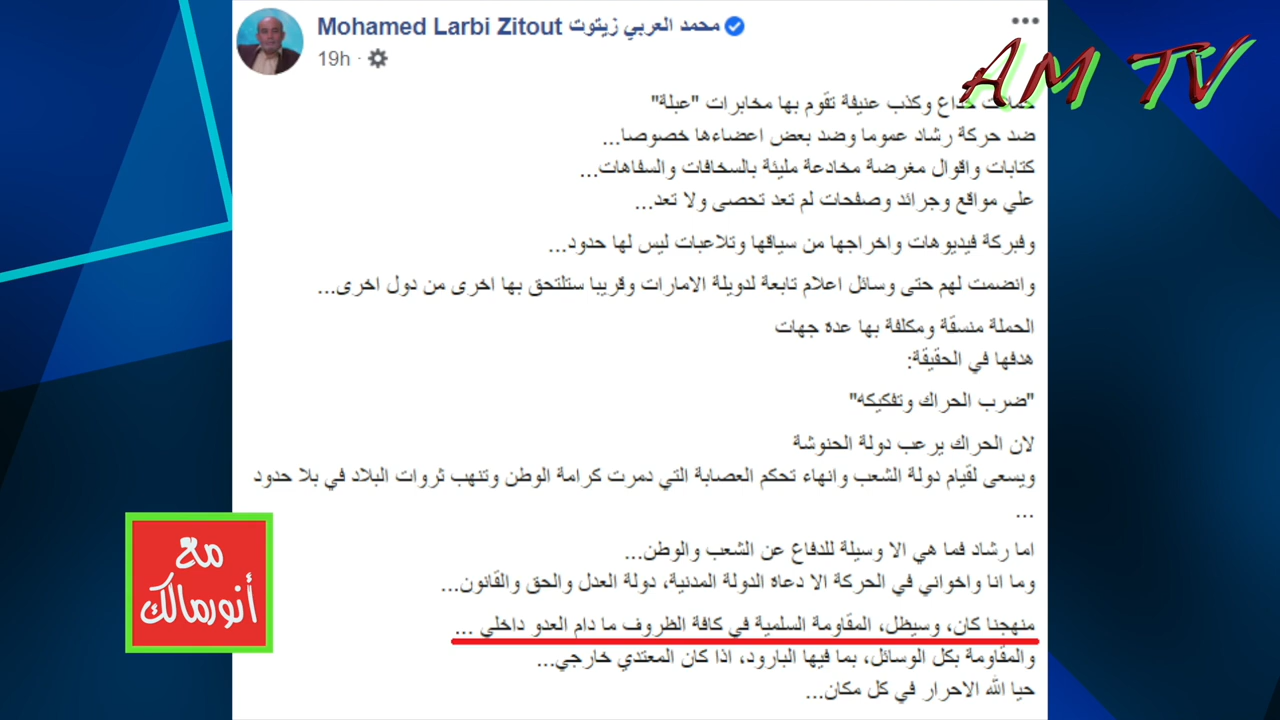 Mohamed Larbi Zitout محمد العربي زيتوت
19h ·
AM TV
حملات خداع وكذب عنيفة تقوم بها مخابرات "عبلة"
ضد حركة رشاد عموما وضد بعض اعضاءها خصوصا...
كتابات واقوال مغرضة مخادعة مليئة بالسخافات والسفاهات...
علي مواقع وجرائد وصفحات لم تعد تحصى ولا تعد...
وفبركة فيديوهات واخراجها من سياقها وتلاعبات ليس لها حدود...
وانضمت لهم حتى وسائل اعلام تابعة لدويلة الامارات وقريبا ستلتحق بها اخرى من دول اخرى...
الحملة منسقة ومكلفة بها عدة جهات
هدفها في الحقيقة:
"ضرب الحراك وتفكيكه"
لان الحراك يرعب دولة الحنوشة
ويسعى لقيام دولة الشعب وانهاء تحكم العصابة التي دمرت كرامة الوطن وتنهب ثروات البلاد في بلا حدود
...
اما رشاد فما هي الا وسيلة للدفاع عن الشعب والوطن...
وما انا واخواني في الحركة الا دعاة الدولة المدنية، دولة العدل والحق والقانون...
منهجنا كان، وسيظل، المقاومة السلمية في كافة الظروف ما دام العدو داخلي ...
والمقاومة بكل الوسائل، بما فيها البارود، اذا كان المعتدي خارجي...
حيا الله الاحرار في كل مكان...
مع
أنور مالك